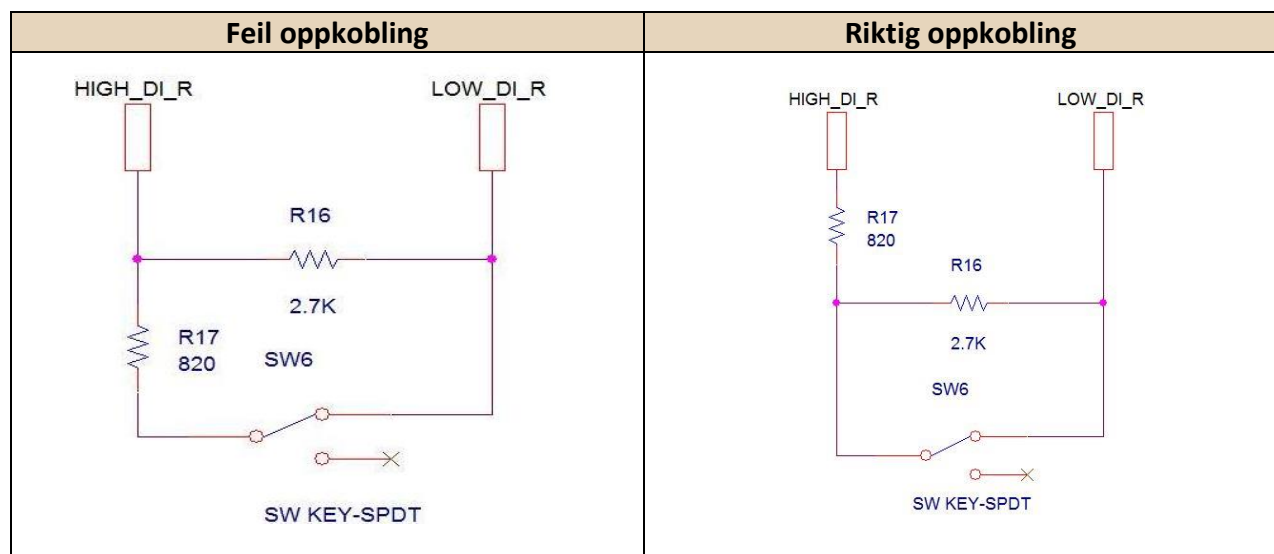 Feil oppkobling
Riktig oppkobling
HIGH_DI_R
LOW_DI_R
R16
2.7K
R17
820
SW6
SW KEY-SPDT
HIGH_DI_R
LOW_DI_R
R17
820
R16
2.7K
SW6
SW KEY-SPDT